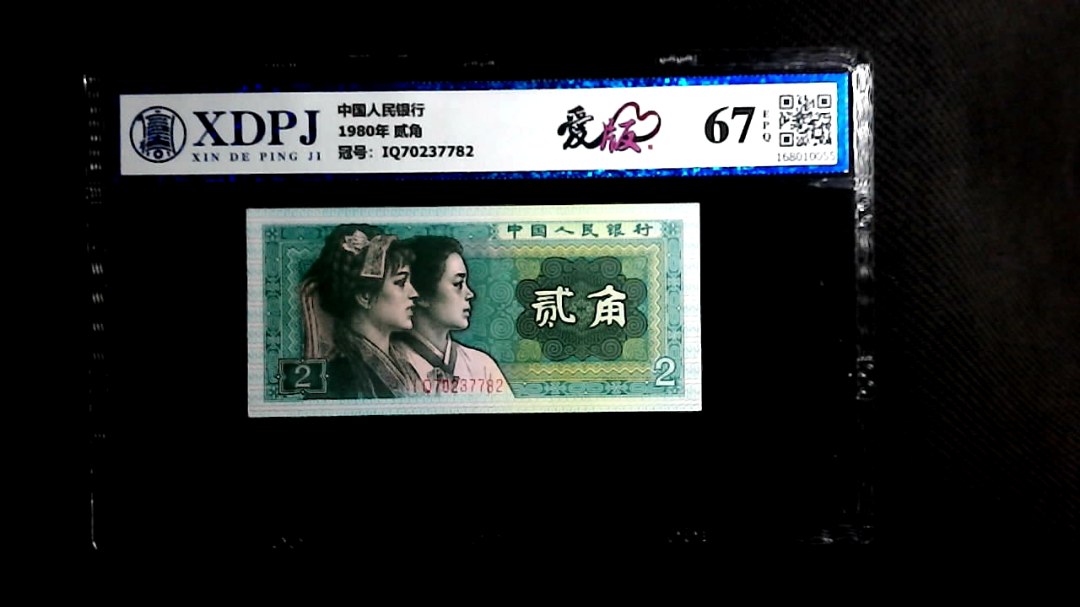 XDPJ
XIN DE PING JI
中国人民银行
1980年 贰角
冠号：IQ70237782
爱版
67
EPQ
168010055
中国人民银行
贰角
2
IQ70237782
2